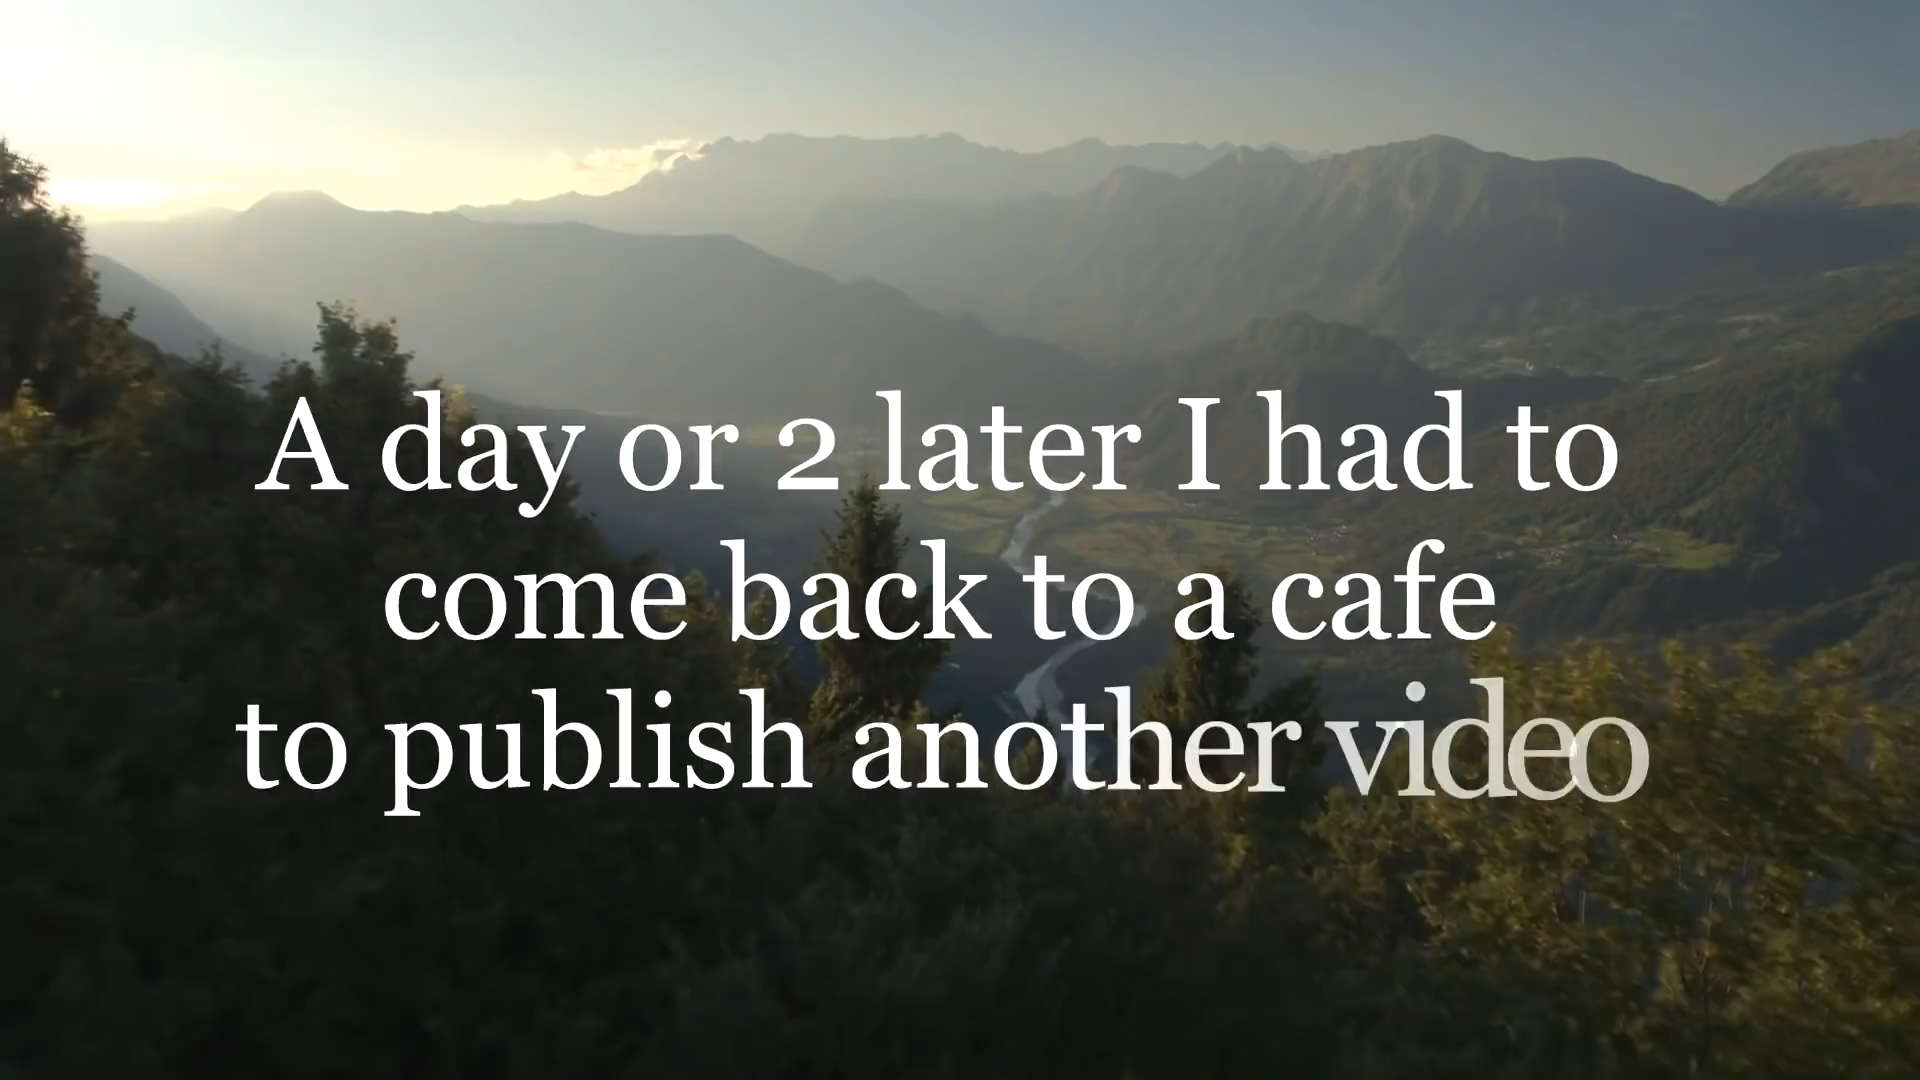 A day or 2 later I had to
come back to a cafe
to publish another video